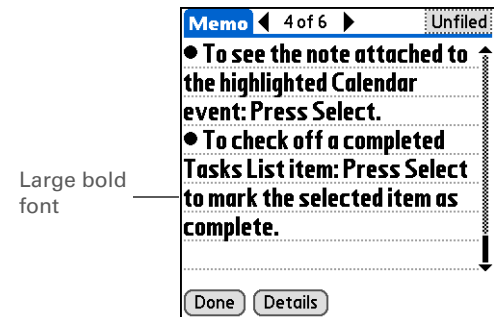 Memo 4 of 6 Unfiled
• To see the note attached to
the highlighted Calendar
event: Press Select.
• To check off a completed
Tasks List item: Press Select
to mark the selected item as
complete.
Large bold
font
Done Details